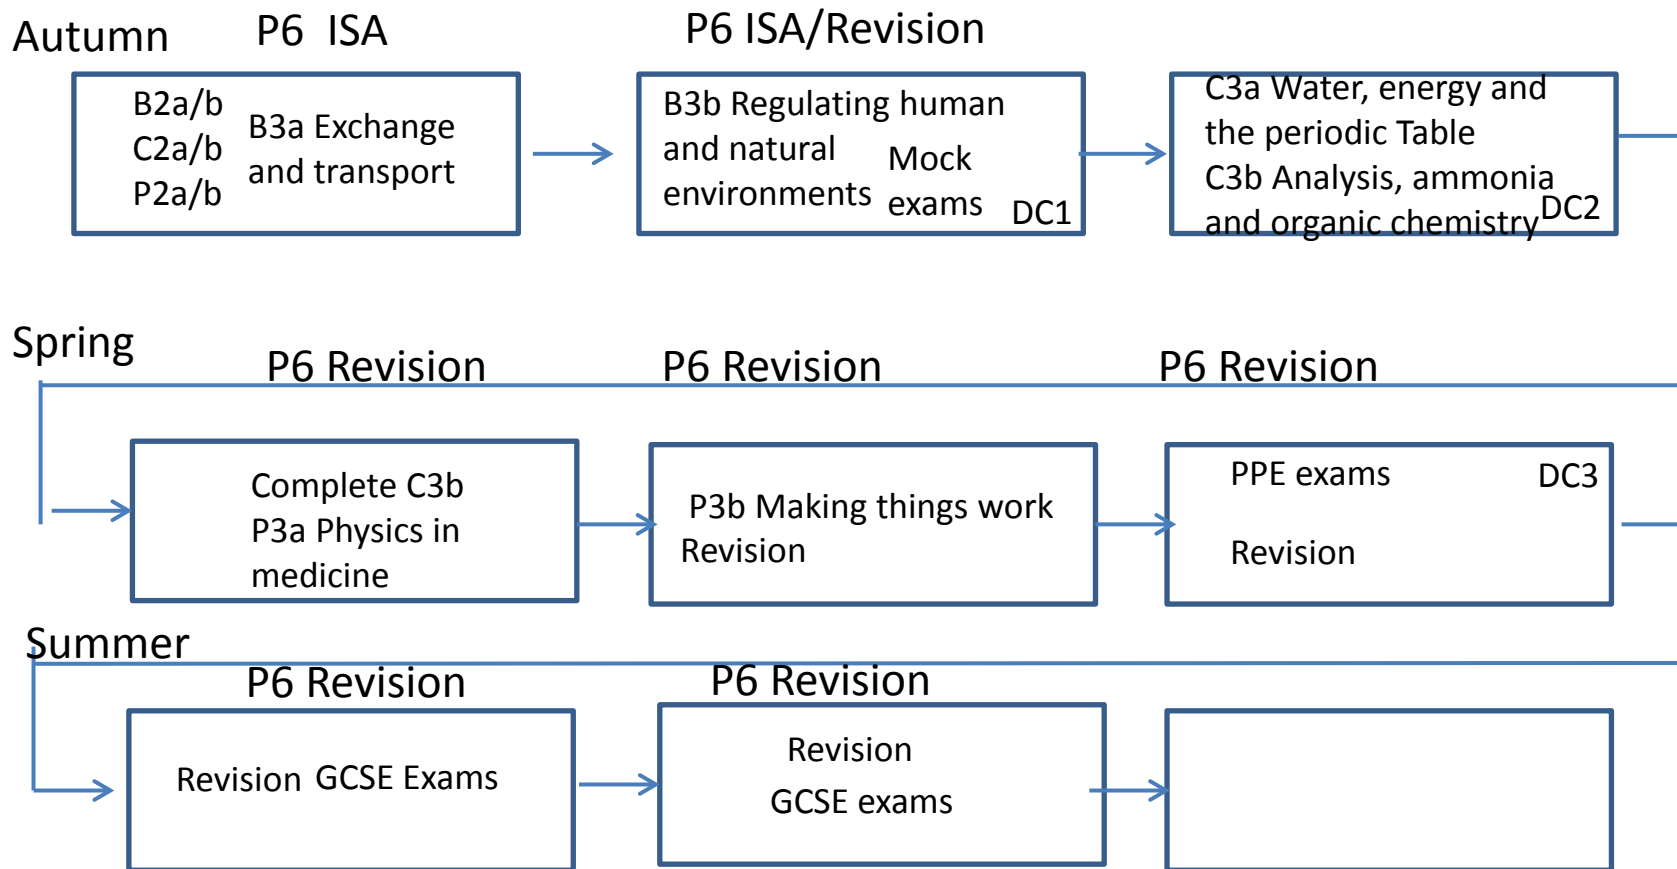 Autumn
P6 ISA
P6 ISA/Revision
B2a/b
C2a/b
P2a/b
B3a Exchange
and transport
B3b Regulating human
and natural
environments
Mock
exams
DC1
C3a Water, energy and
the periodic Table
C3b Analysis, ammonia
and organic chemistry
DC2
Spring
P6 Revision
P6 Revision
P6 Revision
Complete C3b
P3a Physics in
medicine
P3b Making things work
Revision
PPE exams
DC3
Revision
Summer
P6 Revision
P6 Revision
Revision GCSE Exams
Revision
GCSE exams